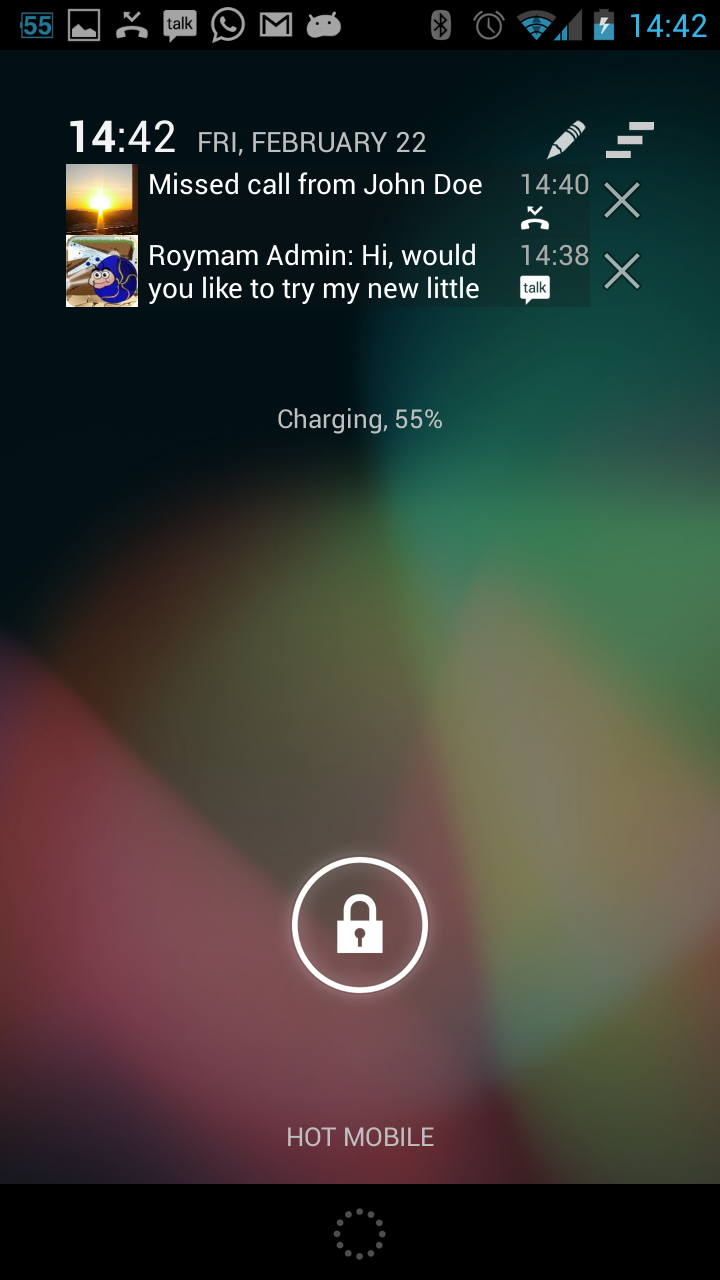 55 talk 14:42
14:42 FRI, FEBRUARY 22
Missed call from John Doe 14:40
Roymam Admin: Hi, would 14:38
you like to try my new little talk
Charging, 55%
HOT MOBILE